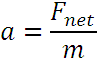 a = F_net / m